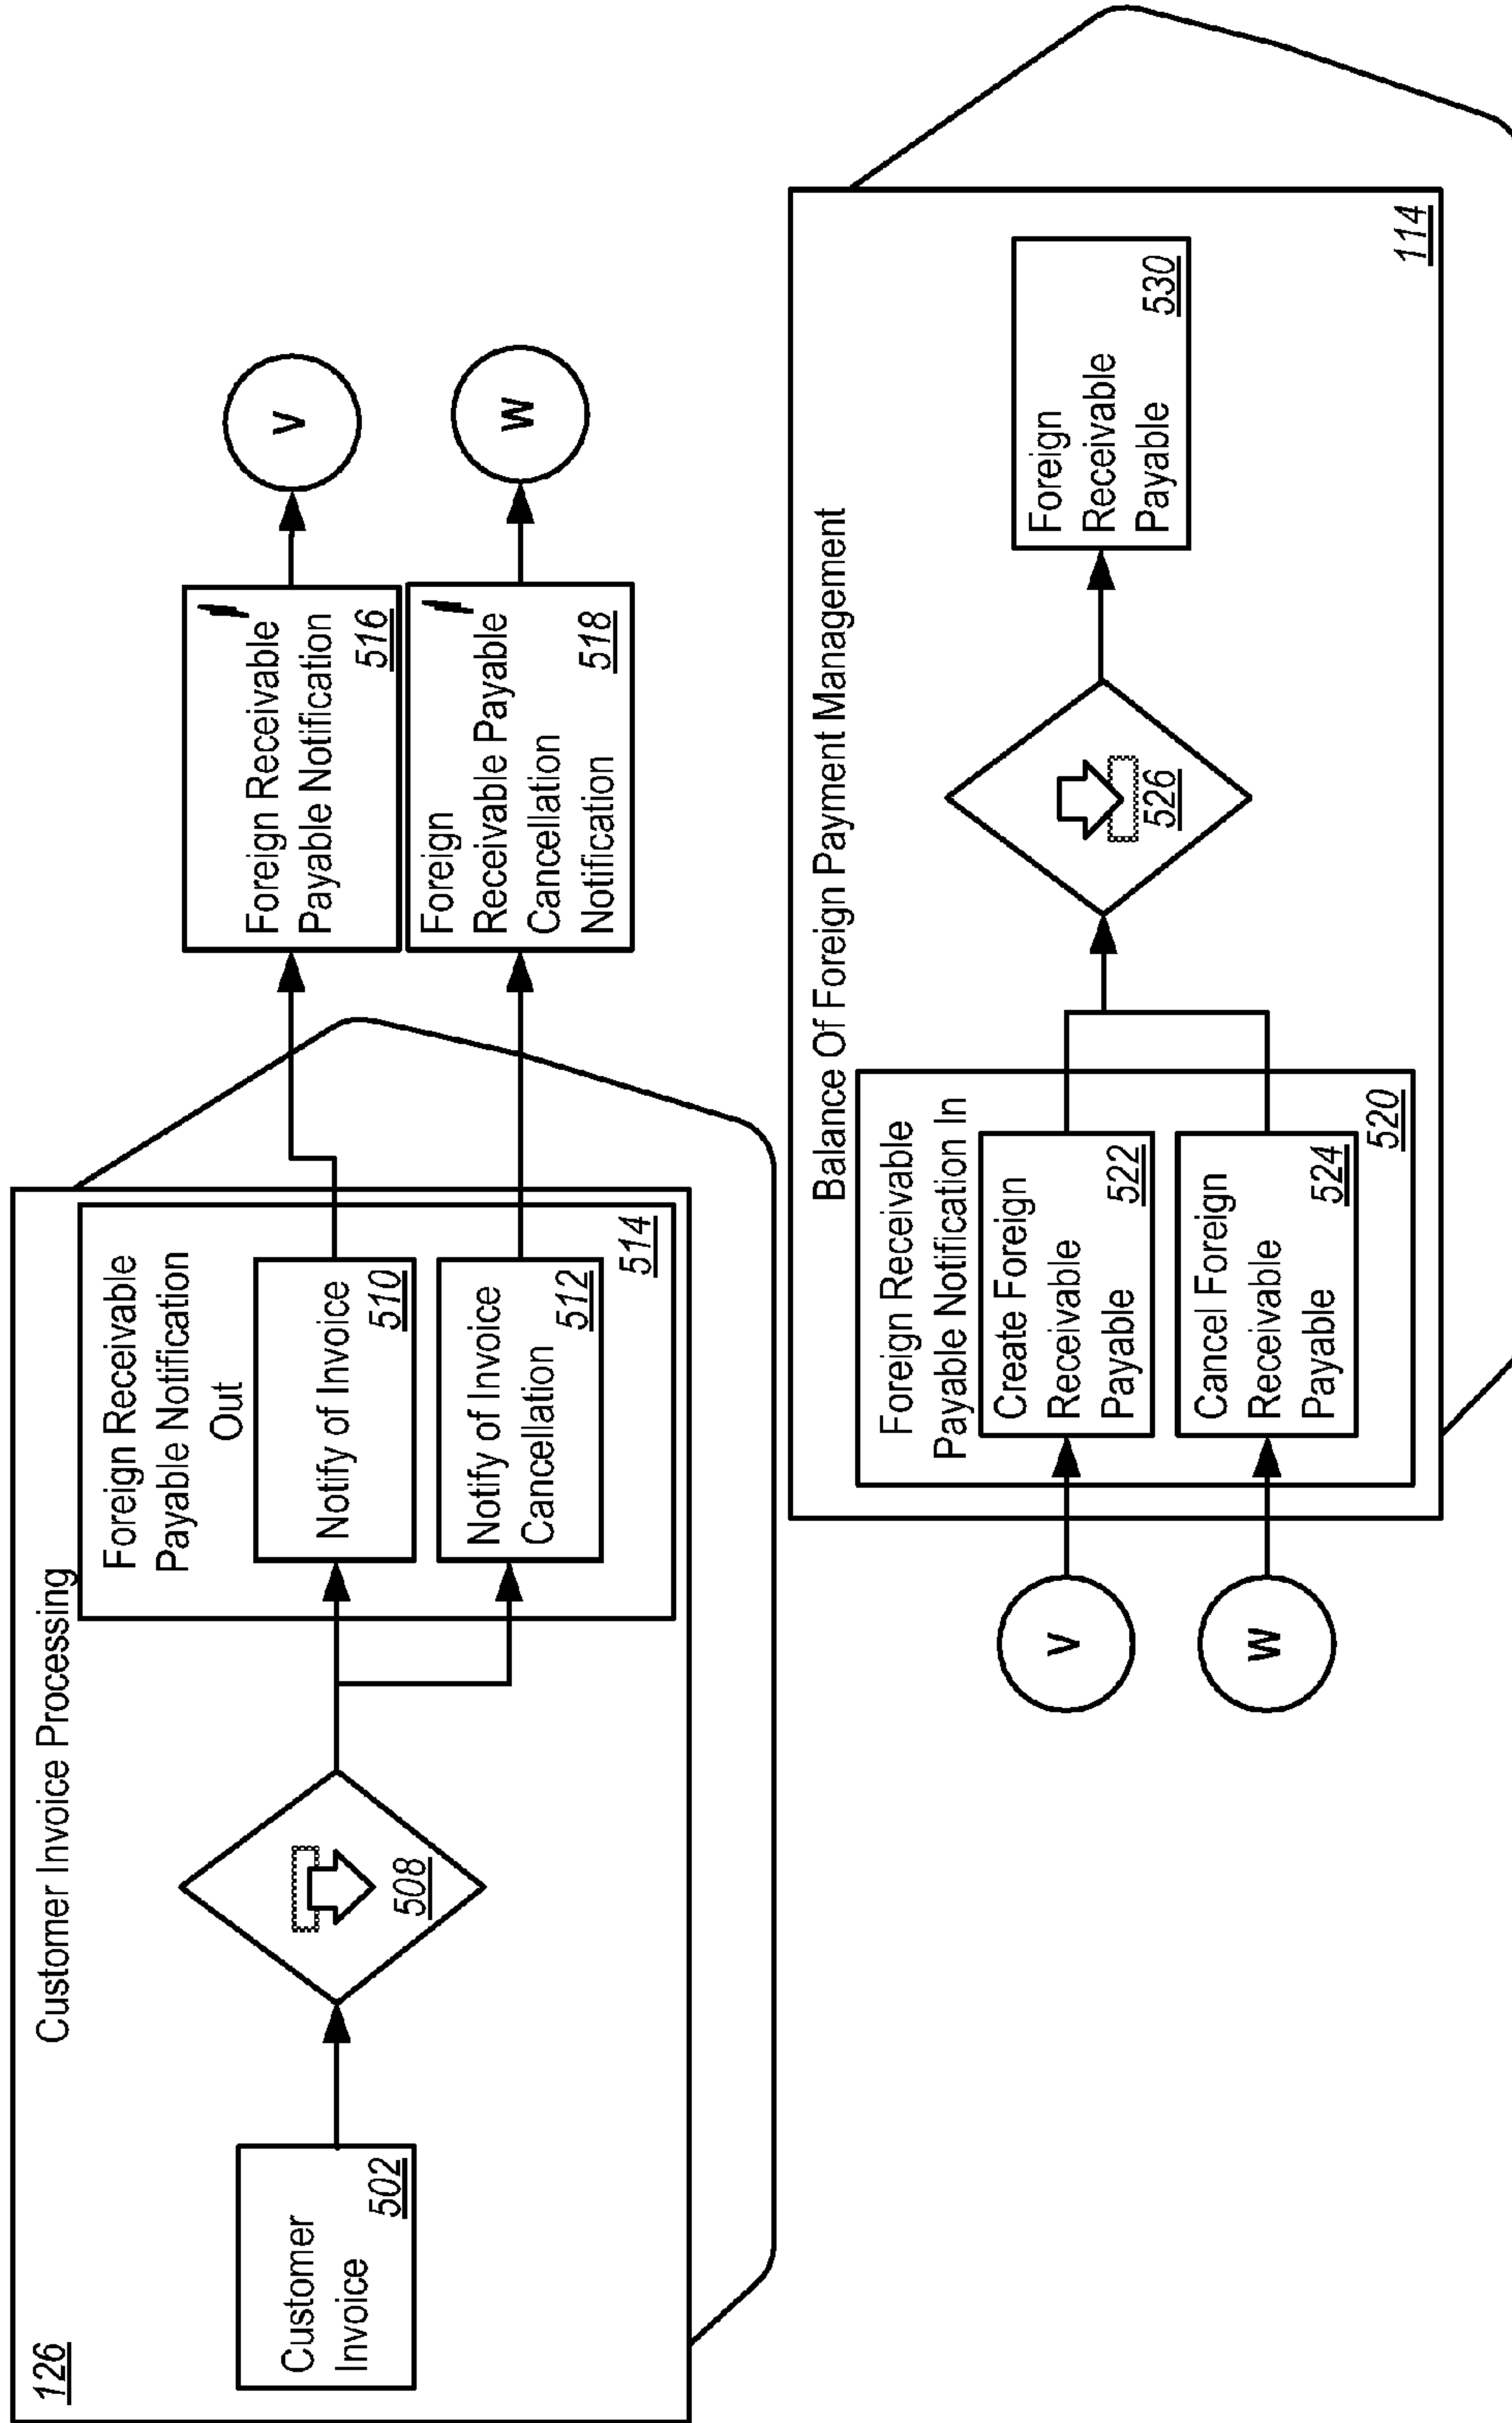 126
Customer Invoice Processing
Customer
Invoice
502
508
Foreign Receivable
Payable Notification
Out
Notify of Invoice
510
Notify of Invoice
Cancellation
512
514
Foreign Receivable
Payable Notification
516
Foreign
Receivable Payable
Cancellation
Notification
518
V
W
V
W
Balance Of Foreign Payment Management
Foreign Receivable
Payable Notification In
Create Foreign
Receivable
Payable
522
Cancel Foreign
Receivable
Payable
524
520
526
Foreign
Receivable
Payable
530
114